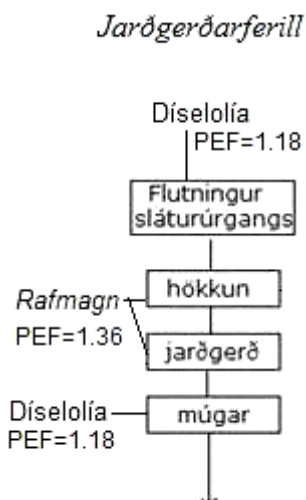 Jarðgerðarferill
Díselolía
PEF=1.18
Flutningur
sláturúrgangs
hökkun
Rafmagn
PEF=1.36
jarðgerð
Díselolía
PEF=1.18
múgar